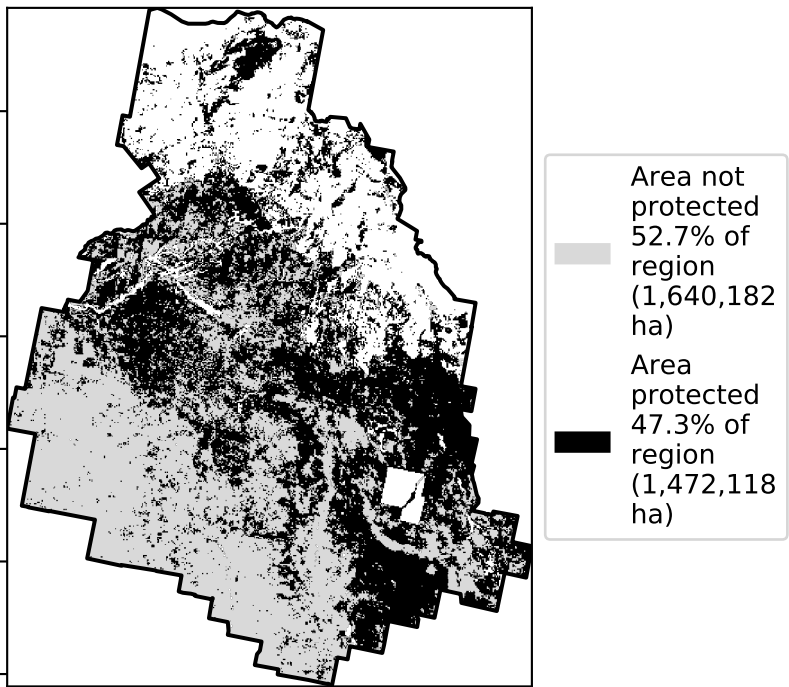 Area not
protected
52.7% of
region
(1,640,182
ha)
Area
protected
47.3% of
region
(1,472,118
ha)